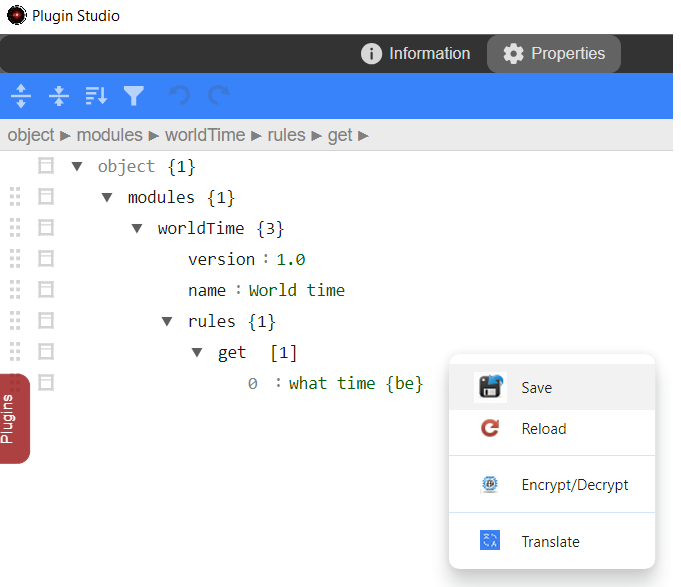 Plugin Studio
Information
Properties
object ▶ modules ▶ worldTime ▶ rules ▶ get ▶
object {1}
modules {1}
worldTime {3}
version : 1.0
name : World time
rules {1}
get [1]
0 : what time {be}
Plugins
Save
Reload
Encrypt/Decrypt
Translate